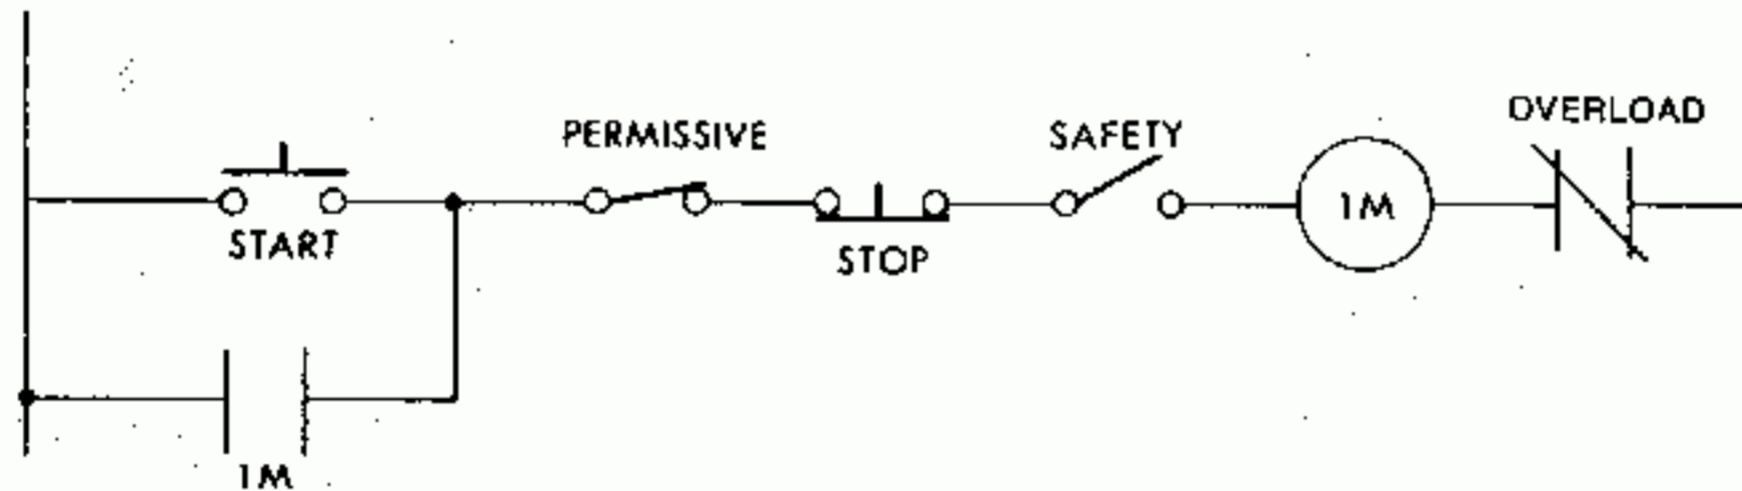 OVERLOAD
PERMISSIVE
SAFETY
START
STOP
1M
1M